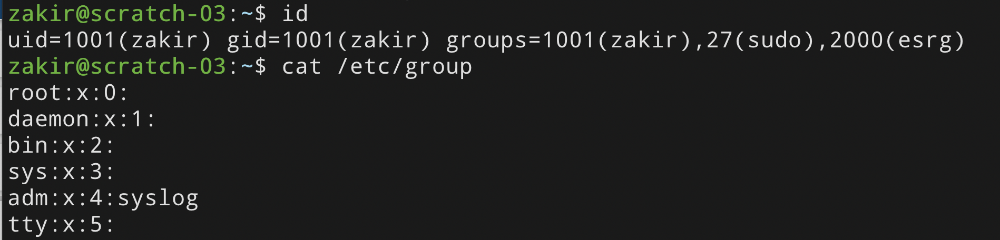 zakir@scratch-03:~$ id
uid=1001(zakir) gid=1001(zakir) groups=1001(zakir),27(sudo),2000(esrg)
zakir@scratch-03:~$ cat /etc/group
root:x:0:
daemon:x:1:
bin:x:2:
sys:x:3:
adm:x:4:syslog
tty:x:5: